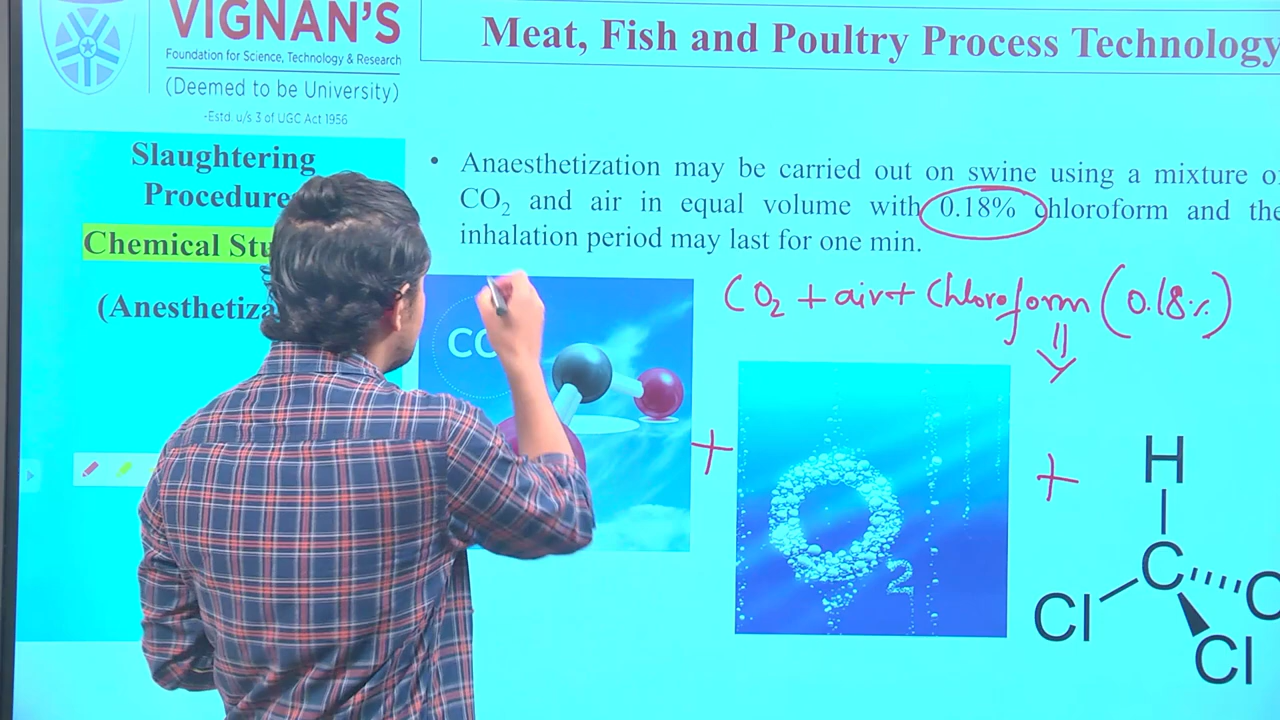 VIGNAN'S
Foundation for Science, Technology & Research
(Deemed to be University)
-Estd. u/s 3 of UGC Act 1956
Meat, Fish and Poultry Process Technology
Slaughtering
Procedure
Chemical Stu
(Anesthetiza
• Anaesthetization may be carried out on swine using a mixture o
CO₂ and air in equal volume with 0.18% chloroform and the
inhalation period may last for one min.
CO₂ + air + Chloroform (0.18%)
CO
+
O₂
+
H
C
Cl
Cl